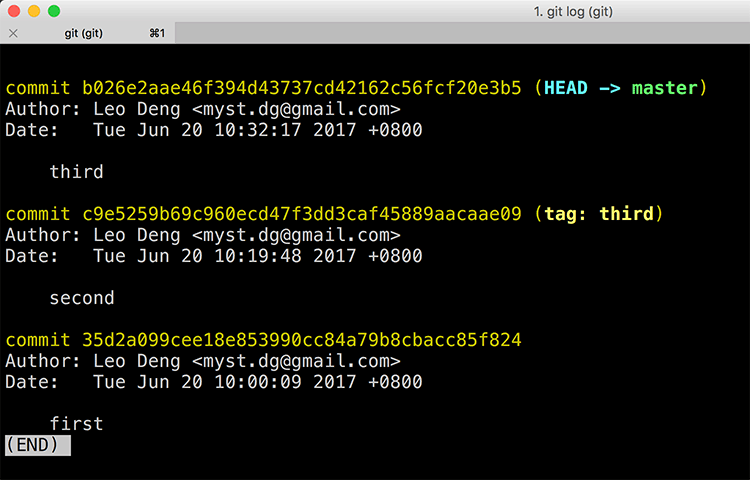 1. git log (git)
git (git) ⌘1
commit b026e2aae46f394d43737cd42162c56fcf20e3b5 (HEAD -> master)
Author: Leo Deng <myst.dg@gmail.com>
Date:   Tue Jun 20 10:32:17 2017 +0800
    third
commit c9e5259b69c960ecd47f3dd3caf45889aacaae09 (tag: third)
Author: Leo Deng <myst.dg@gmail.com>
Date:   Tue Jun 20 10:19:48 2017 +0800
    second
commit 35d2a099cee18e853990cc84a79b8cbacc85f824
Author: Leo Deng <myst.dg@gmail.com>
Date:   Tue Jun 20 10:00:09 2017 +0800
    first
(END)